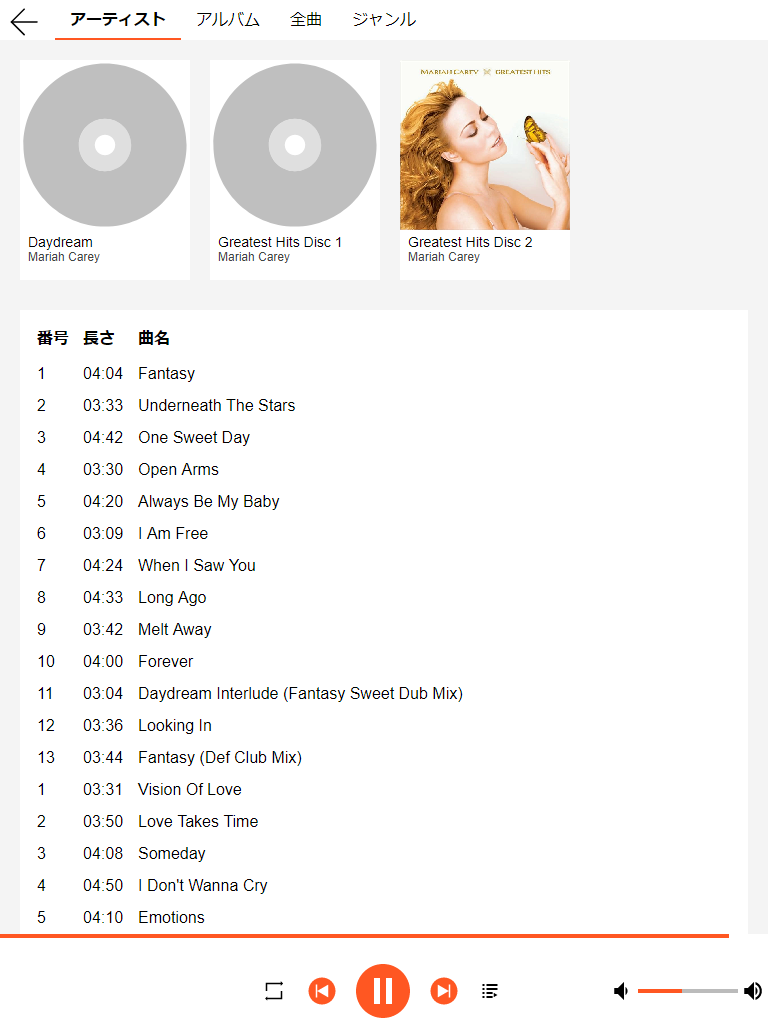 アーティスト アルバム 全曲 ジャンル
MARIAH CAREY GREATEST HITS
Daydream
Mariah Carey
Greatest Hits Disc 1
Mariah Carey
Greatest Hits Disc 2
Mariah Carey
番号 長さ 曲名
1 04:04 Fantasy
2 03:33 Underneath The Stars
3 04:42 One Sweet Day
4 03:30 Open Arms
5 04:20 Always Be My Baby
6 03:09 I Am Free
7 04:24 When I Saw You
8 04:33 Long Ago
9 03:42 Melt Away
10 04:00 Forever
11 03:04 Daydream Interlude (Fantasy Sweet Dub Mix)
12 03:36 Looking In
13 03:44 Fantasy (Def Club Mix)
1 03:31 Vision Of Love
2 03:50 Love Takes Time
3 04:08 Someday
4 04:50 I Don't Wanna Cry
5 04:10 Emotions